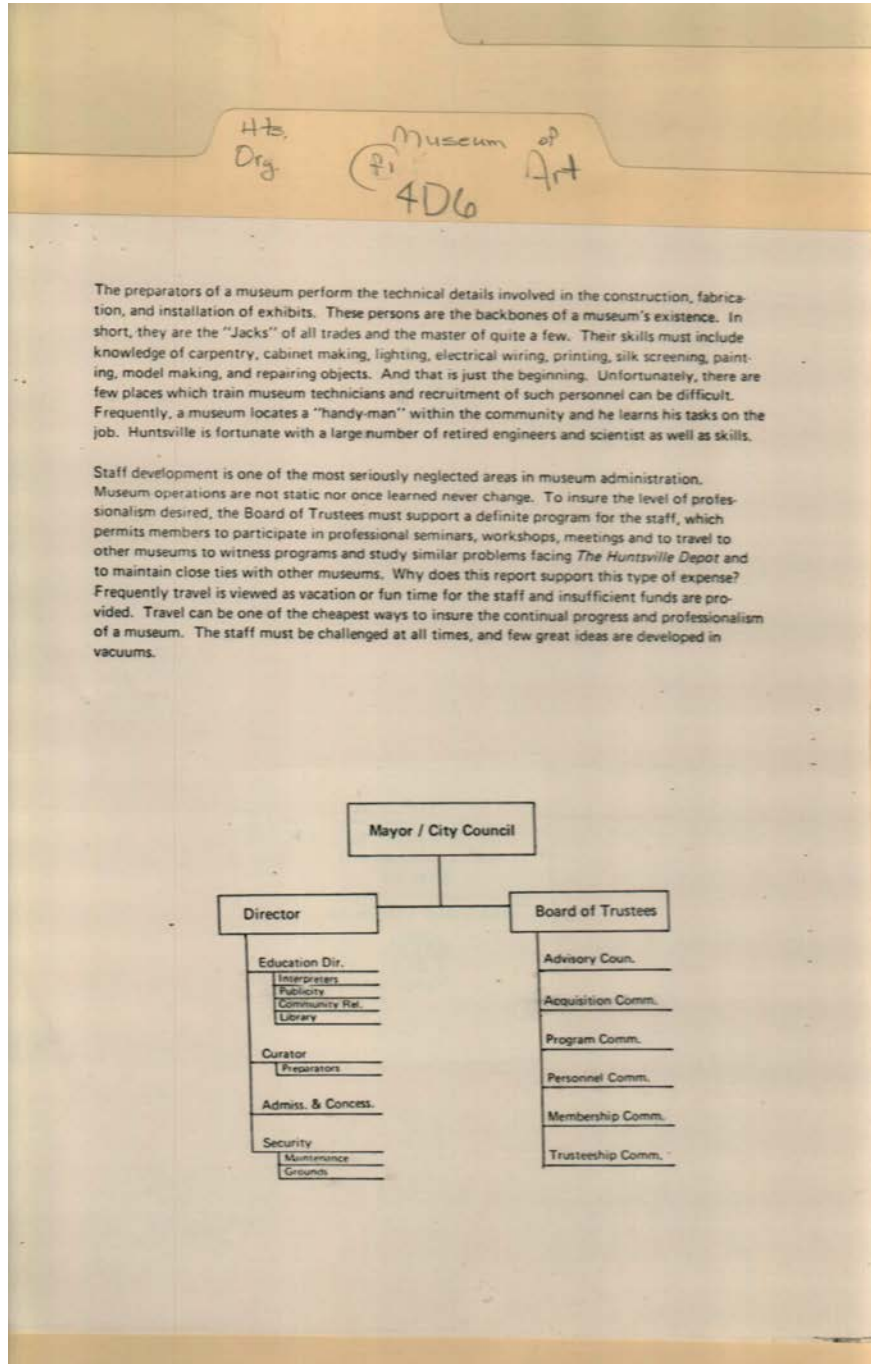 Hts.
Org.
Museum of
Art
4D6
The preparators of a museum perform the technical details involved in the construction, fabrica-
tion, and installation of exhibits. These persons are the backbones of a museum's existence. In
short, they are the "Jacks" of all trades and the master of quite a few. Their skills must include
knowledge of carpentry, cabinet making, lighting, electrical wiring, printing, silk screening, paint-
ing, model making, and repairing objects. And that is just the beginning. Unfortunately, there are
few places which train museum technicians and recruitment of such personnel can be difficult.
Frequently, a museum locates a "handy-man" within the community and he learns his tasks on the
job. Huntsville is fortunate with a large number of retired engineers and scientist as well as skills.
Staff development is one of the most seriously neglected areas in museum administration.
Museum operations are not static nor once learned never change. To insure the level of profes-
sionalism desired, the Board of Trustees must support a definite program for the staff, which
permits members to participate in professional seminars, workshops, meetings and to travel to
other museums to witness programs and study similar problems facing The Huntsville Depot and
to maintain close ties with other museums. Why does this report support this type of expense?
Frequently travel is viewed as vacation or fun time for the staff and insufficient funds are pro-
vided. Travel can be one of the cheapest ways to insure the continual progress and professionalism
of a museum. The staff must be challenged at all times, and few great ideas are developed in
vacuums.
Mayor / City Council
Director
Education Dir.
Interpreters
Publicity
Community Rel.
Library
Curator
Preparators
Admiss. & Concess.
Security
Maintenance
Grounds
Board of Trustees
Advisory Coun.
Acquisition Comm.
Program Comm.
Personnel Comm.
Membership Comm.
Trusteeship Comm.